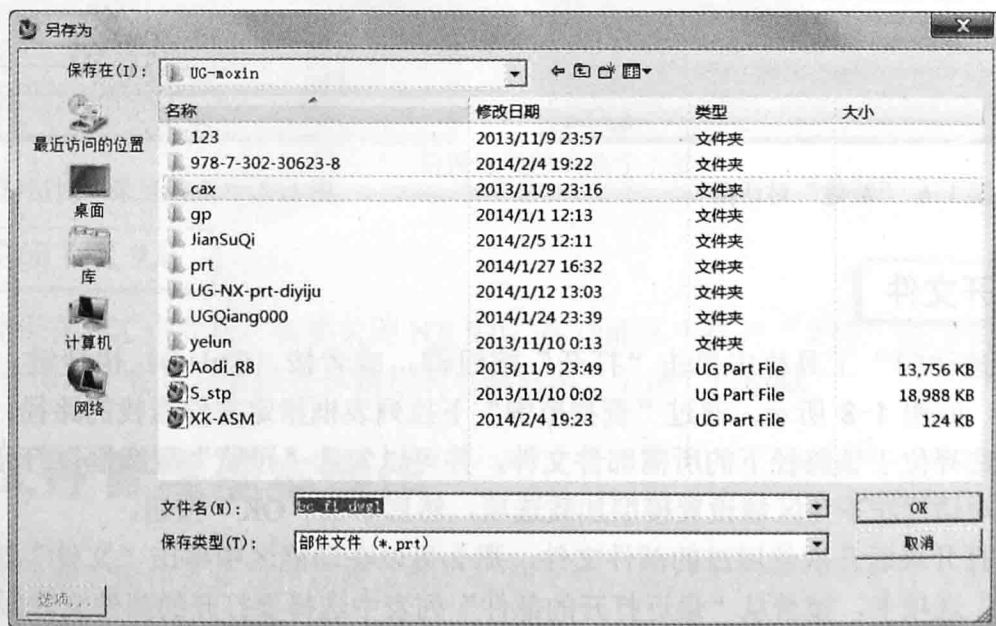 另存为
保存在(I): UG-moxin
名称 修改日期 类型 大小
123 2013/11/9 23:57 文件夹
978-7-302-30623-8 2014/2/4 19:22 文件夹
cax 2013/11/9 23:16 文件夹
gp 2014/1/1 12:13 文件夹
JianSuQi 2014/2/5 12:11 文件夹
prt 2014/1/27 16:32 文件夹
UG-NX-prt-diyiju 2014/1/12 13:03 文件夹
UGQiang000 2014/1/24 23:39 文件夹
yelun 2013/11/10 0:13 文件夹
Aodi_R8 2013/11/9 23:49 UG Part File 13,756 KB
S_stp 2013/11/10 0:02 UG Part File 18,988 KB
XK-ASM 2014/2/4 19:23 UG Part File 124 KB
最近访问的位置
桌面
库
计算机
网络
文件名(N):
OK
保存类型(T): 部件文件 (*.prt)
取消
选项...
开文件